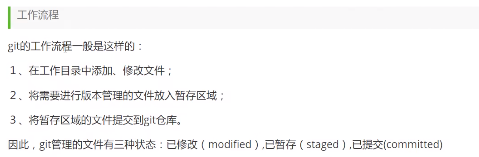 工作流程
git的工作流程一般是这样的：
１、在工作目录中添加、修改文件；
２、将需要进行版本管理的文件放入暂存区域；
３、将暂存区域的文件提交到git仓库。
因此，git管理的文件有三种状态：已修改（modified）,已暂存（staged）,已提交(committed)